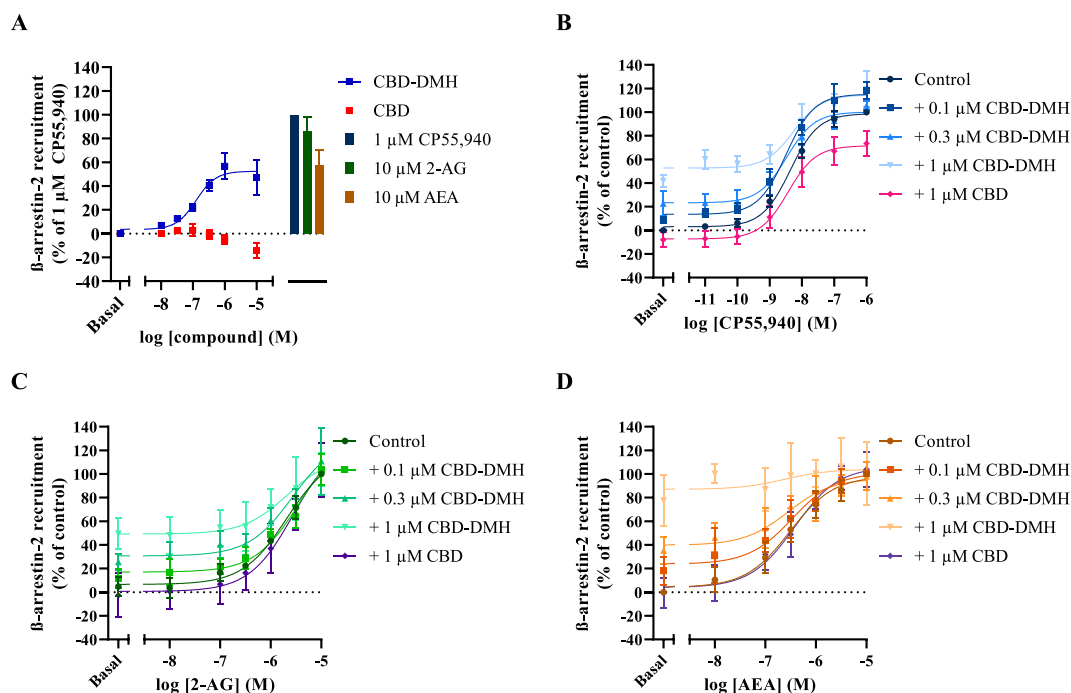 A
ß-arrestin-2 recruitment
(% of 1 µM CP55,940)
140
120
100
80
60
40
20
0
-20
-40
Basal
-8
-7
-6
-5
log [compound] (M)
CBD-DMH
CBD
1 µM CP55,940
10 µM 2-AG
10 µM AEA
B
ß-arrestin-2 recruitment
(% of control)
140
120
100
80
60
40
20
0
-20
-40
Basal
-11
-10
-9
-8
-7
-6
log [CP55,940] (M)
Control
+ 0.1 µM CBD-DMH
+ 0.3 µM CBD-DMH
+ 1 µM CBD-DMH
+ 1 µM CBD
C
ß-arrestin-2 recruitment
(% of control)
140
120
100
80
60
40
20
0
-20
-40
Basal
-8
-7
-6
-5
log [2-AG] (M)
Control
+ 0.1 µM CBD-DMH
+ 0.3 µM CBD-DMH
+ 1 µM CBD-DMH
+ 1 µM CBD
D
ß-arrestin-2 recruitment
(% of control)
140
120
100
80
60
40
20
0
-20
-40
Basal
-8
-7
-6
-5
log [AEA] (M)
Control
+ 0.1 µM CBD-DMH
+ 0.3 µM CBD-DMH
+ 1 µM CBD-DMH
+ 1 µM CBD